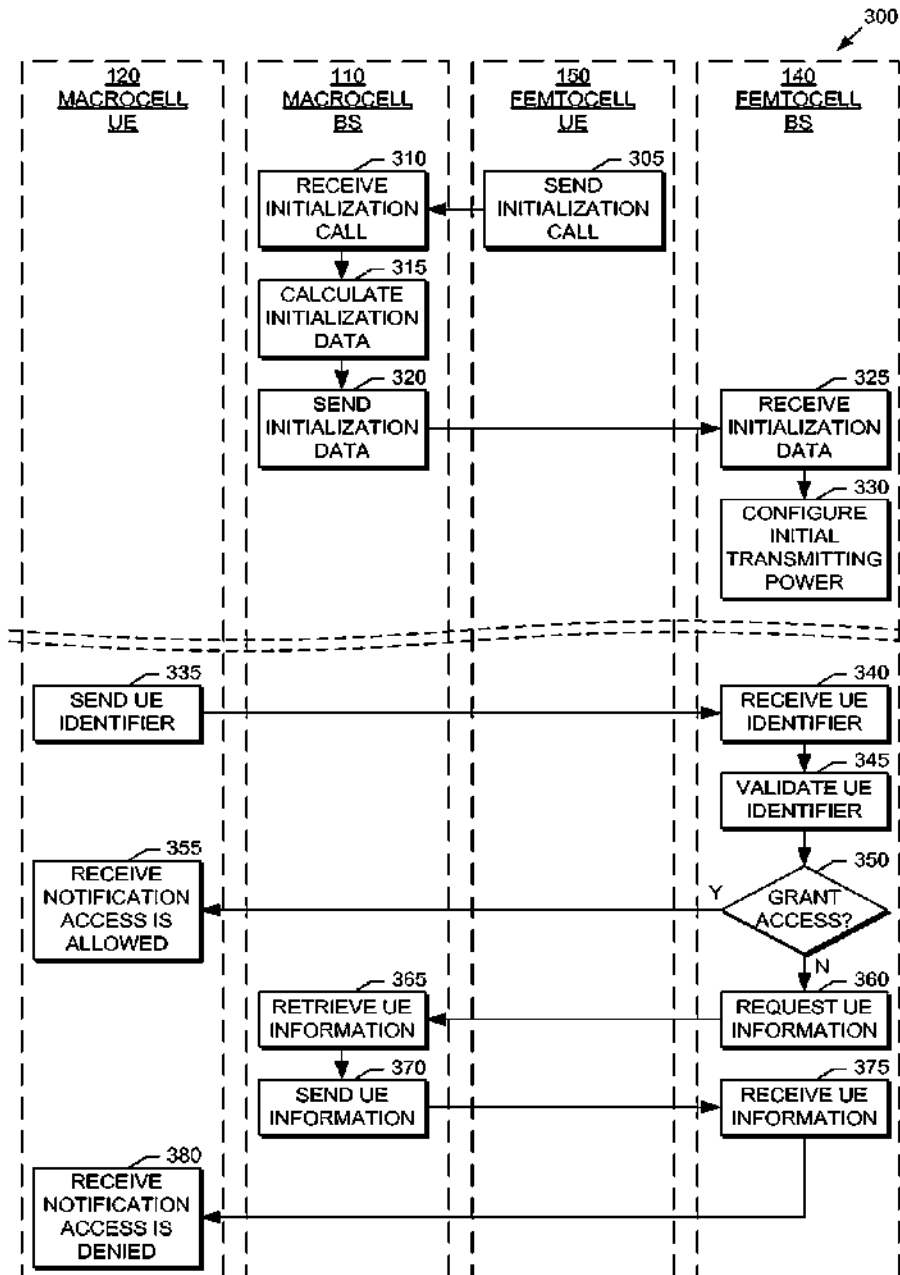 300
120
MACROCELL
UE
110
MACROCELL
BS
150
FEMTOCELL
UE
140
FEMTOCELL
BS
310
RECEIVE
INITIALIZATION
CALL
305
SEND
INITIALIZATION
CALL
315
CALCULATE
INITIALIZATION
DATA
320
SEND
INITIALIZATION
DATA
325
RECEIVE
INITIALIZATION
DATA
330
CONFIGURE
INITIAL
TRANSMITTING
POWER
335
SEND UE
IDENTIFIER
340
RECEIVE UE
IDENTIFIER
345
VALIDATE UE
IDENTIFIER
350
GRANT
ACCESS?
Y
N
355
RECEIVE
NOTIFICATION
ACCESS IS
ALLOWED
360
REQUEST UE
INFORMATION
365
RETRIEVE UE
INFORMATION
370
SEND UE
INFORMATION
375
RECEIVE UE
INFORMATION
380
RECEIVE
NOTIFICATION
ACCESS IS
DENIED